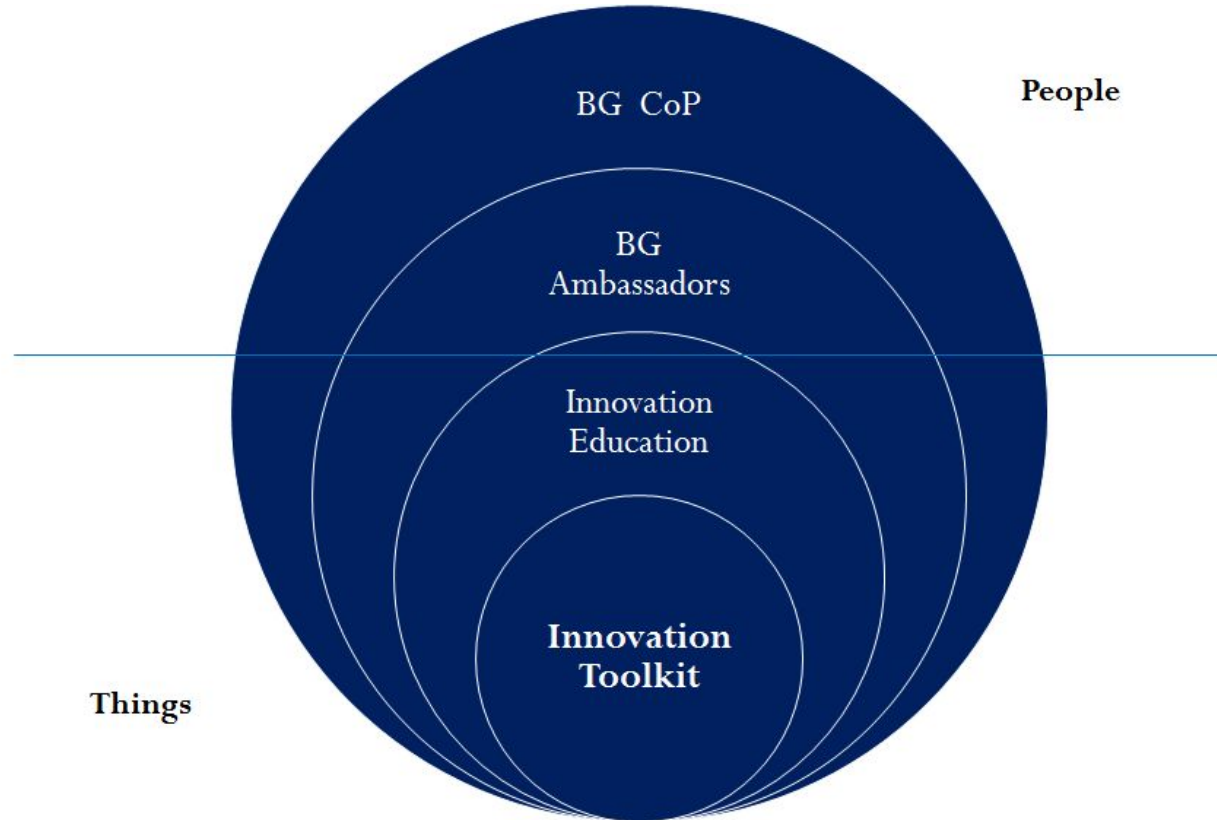 People
BG CoP
BG
Ambassadors
Innovation
Education
Innovation
Toolkit
Things